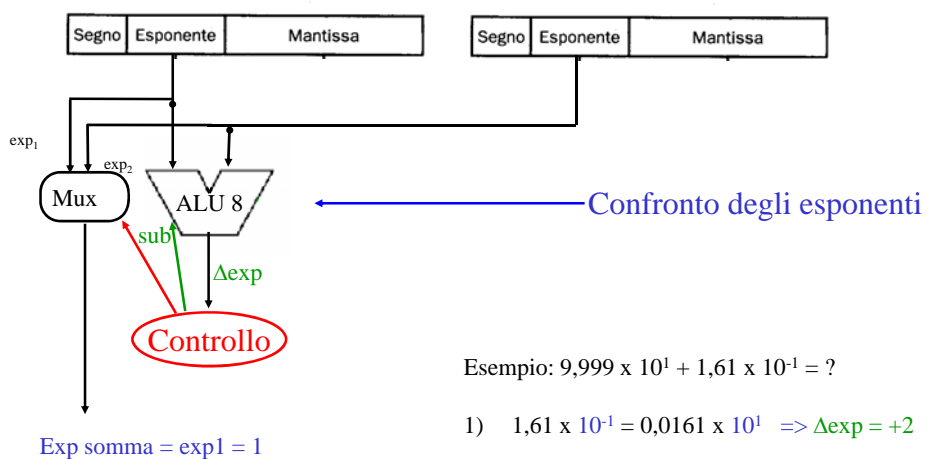 Segno Esponente Mantissa
Segno Esponente Mantissa
exp₁
exp₂
Mux
ALU 8
Confronto degli esponenti
sub
Δexp
Controllo
Esempio: 9,999 x 10¹ + 1,61 x 10⁻¹ = ?
1) 1,61 x 10⁻¹ = 0,0161 x 10¹ => Δexp = +2
Exp somma = exp1 = 1